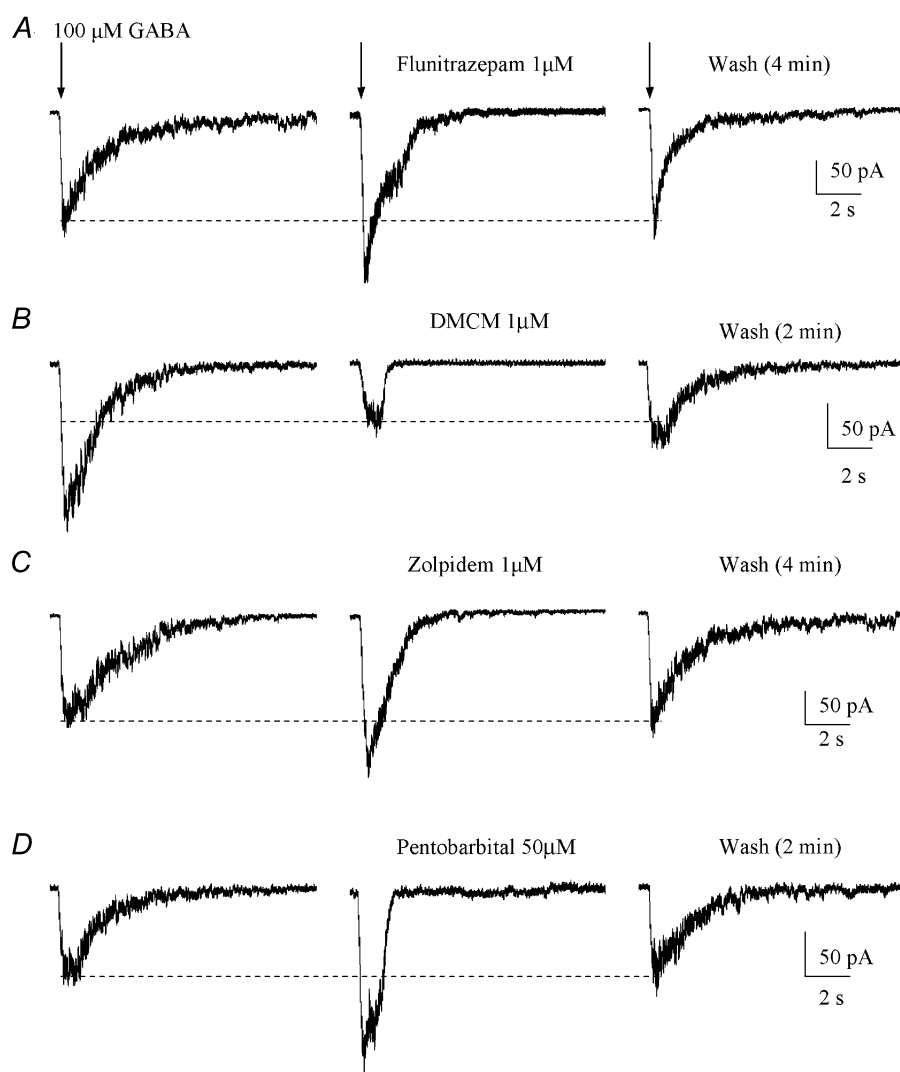 A
100 μM GABA
Flunitrazepam 1μM
Wash (4 min)
50 pA
2 s
B
DMCM 1μM
Wash (2 min)
50 pA
2 s
C
Zolpidem 1μM
Wash (4 min)
50 pA
2 s
D
Pentobarbital 50μM
Wash (2 min)
50 pA
2 s